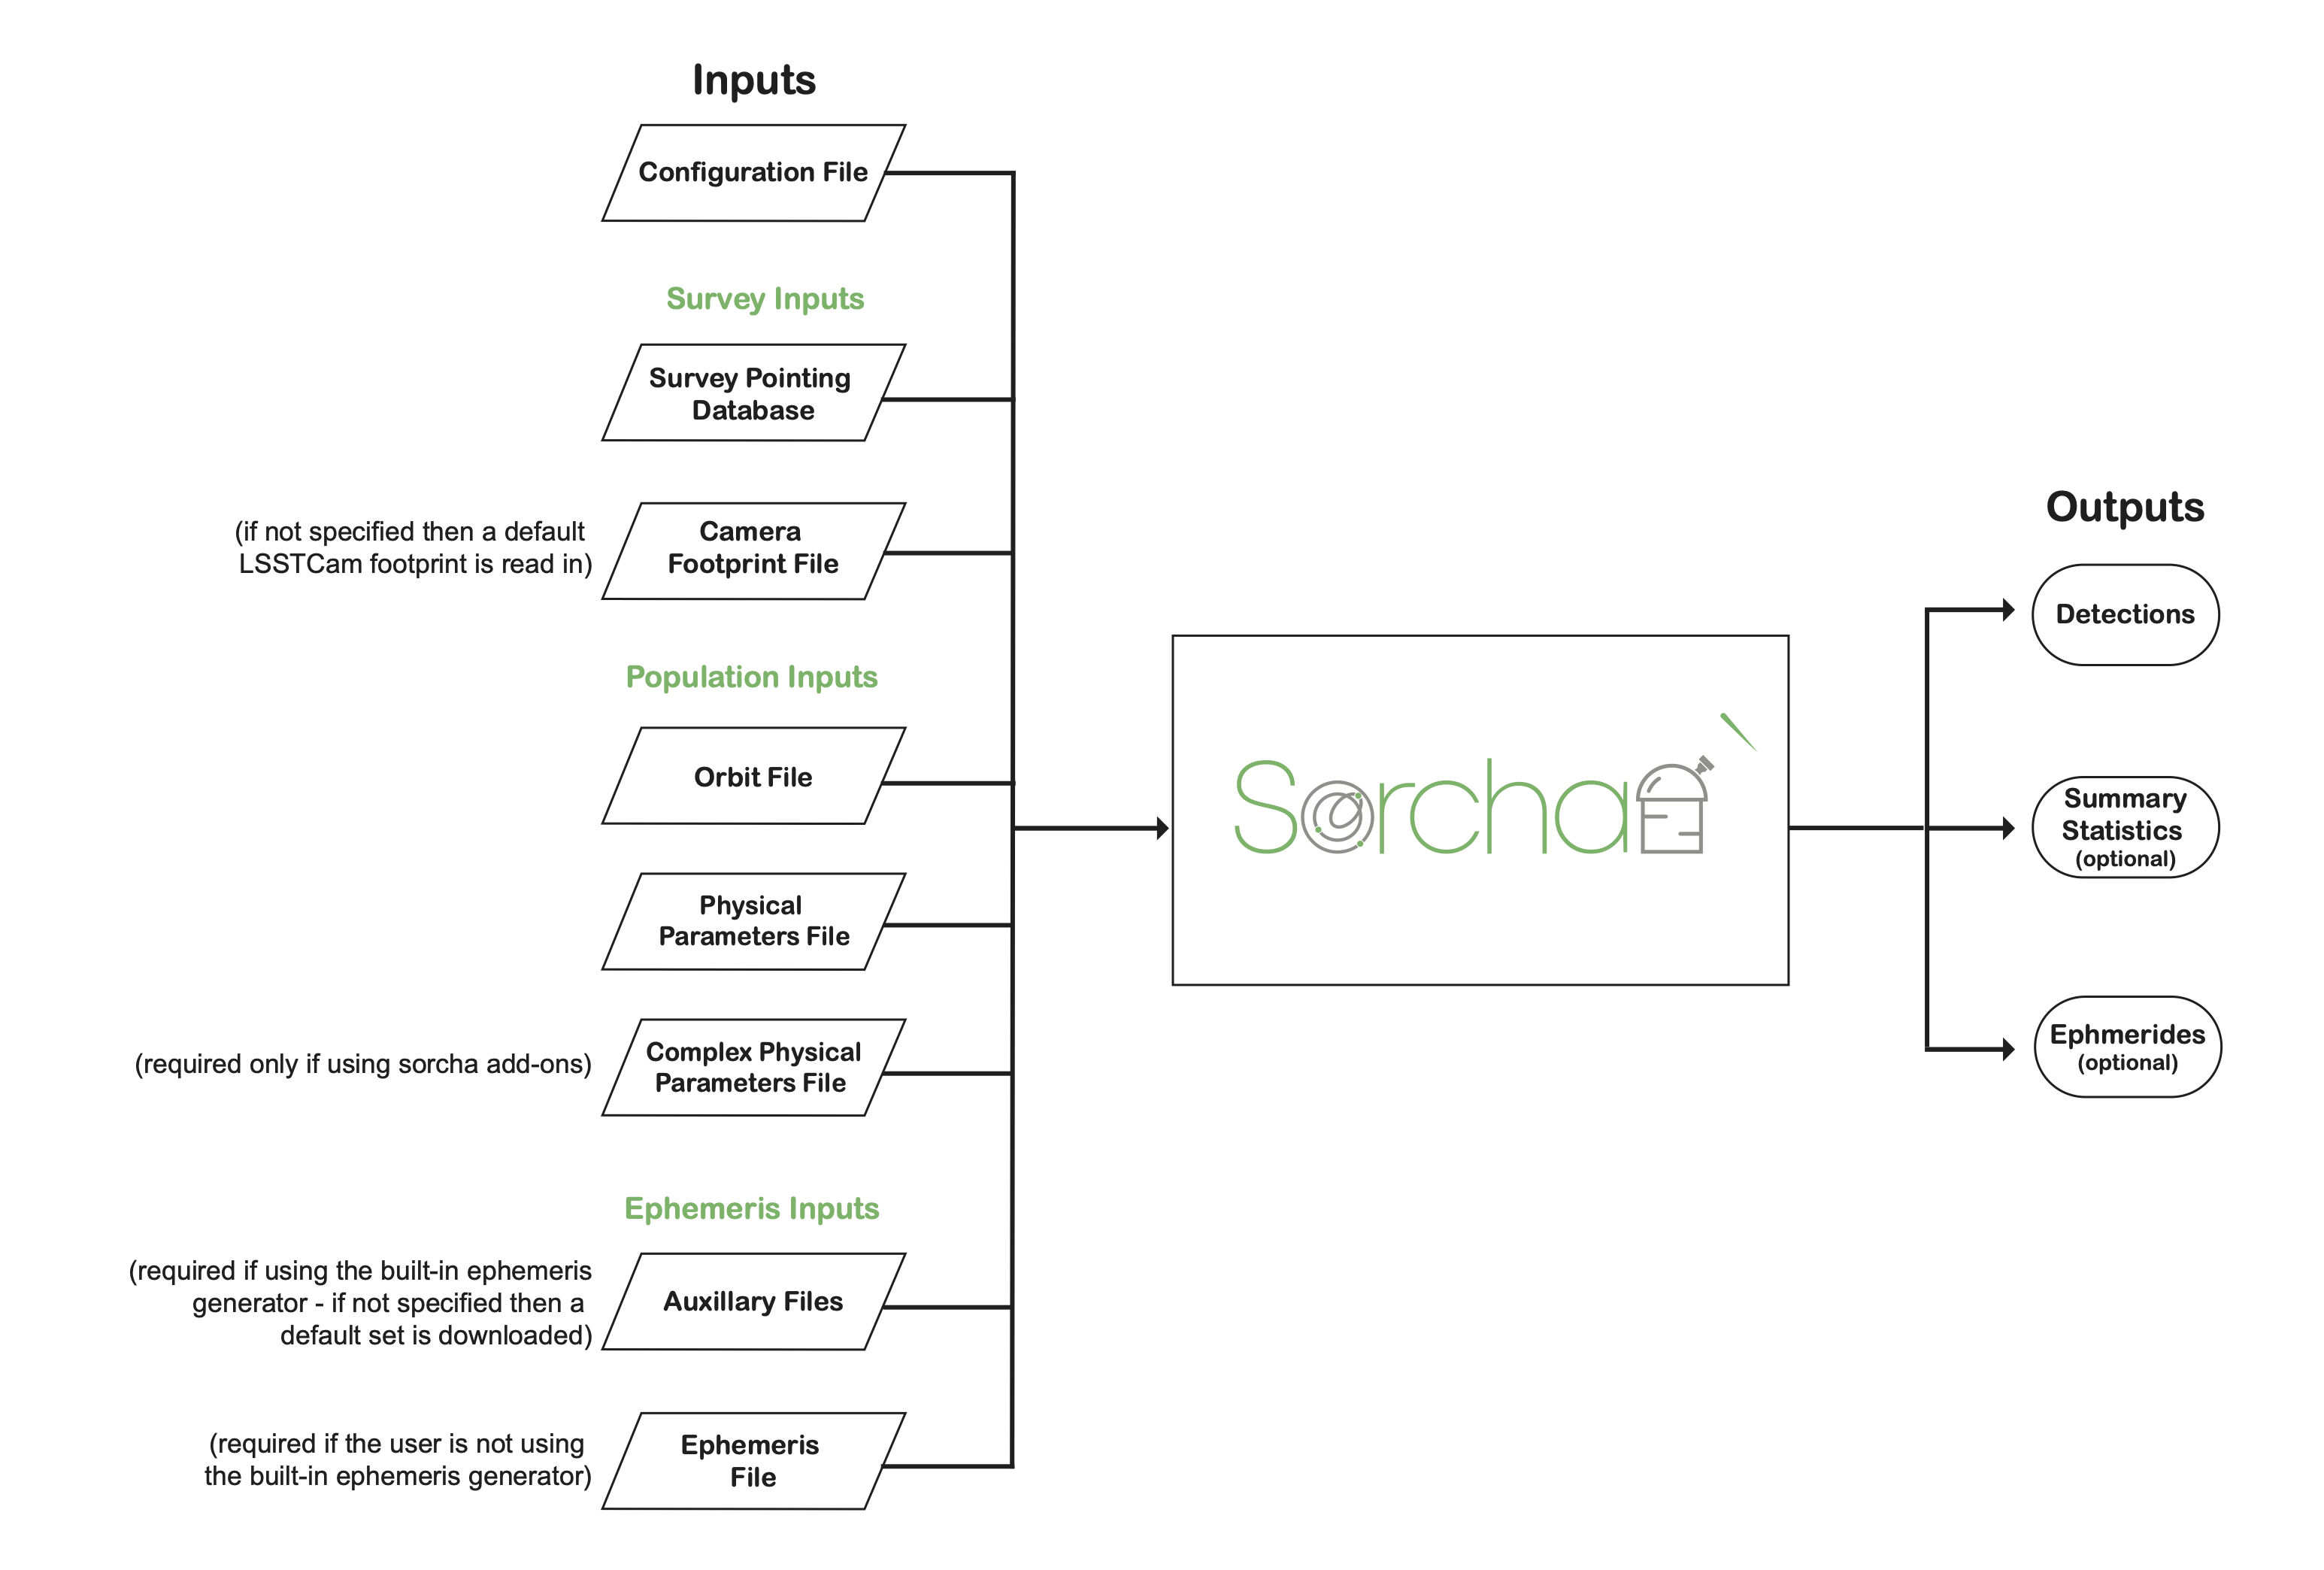 Inputs
Configuration File
Survey Inputs
Survey Pointing
Database
(if not specified then a default
LSSTCam footprint is read in)
Camera
Footprint File
Population Inputs
Orbit File
Physical
Parameters File
(required only if using sorcha add-ons)
Complex Physical
Parameters File
Ephemeris Inputs
(required if using the built-in ephemeris
generator - if not specified then a
default set is downloaded)
Auxillary Files
(required if the user is not using
the built-in ephemeris generator)
Ephemeris
File
Sorcha
Outputs
Detections
Summary
Statistics
(optional)
Ephmerides
(optional)